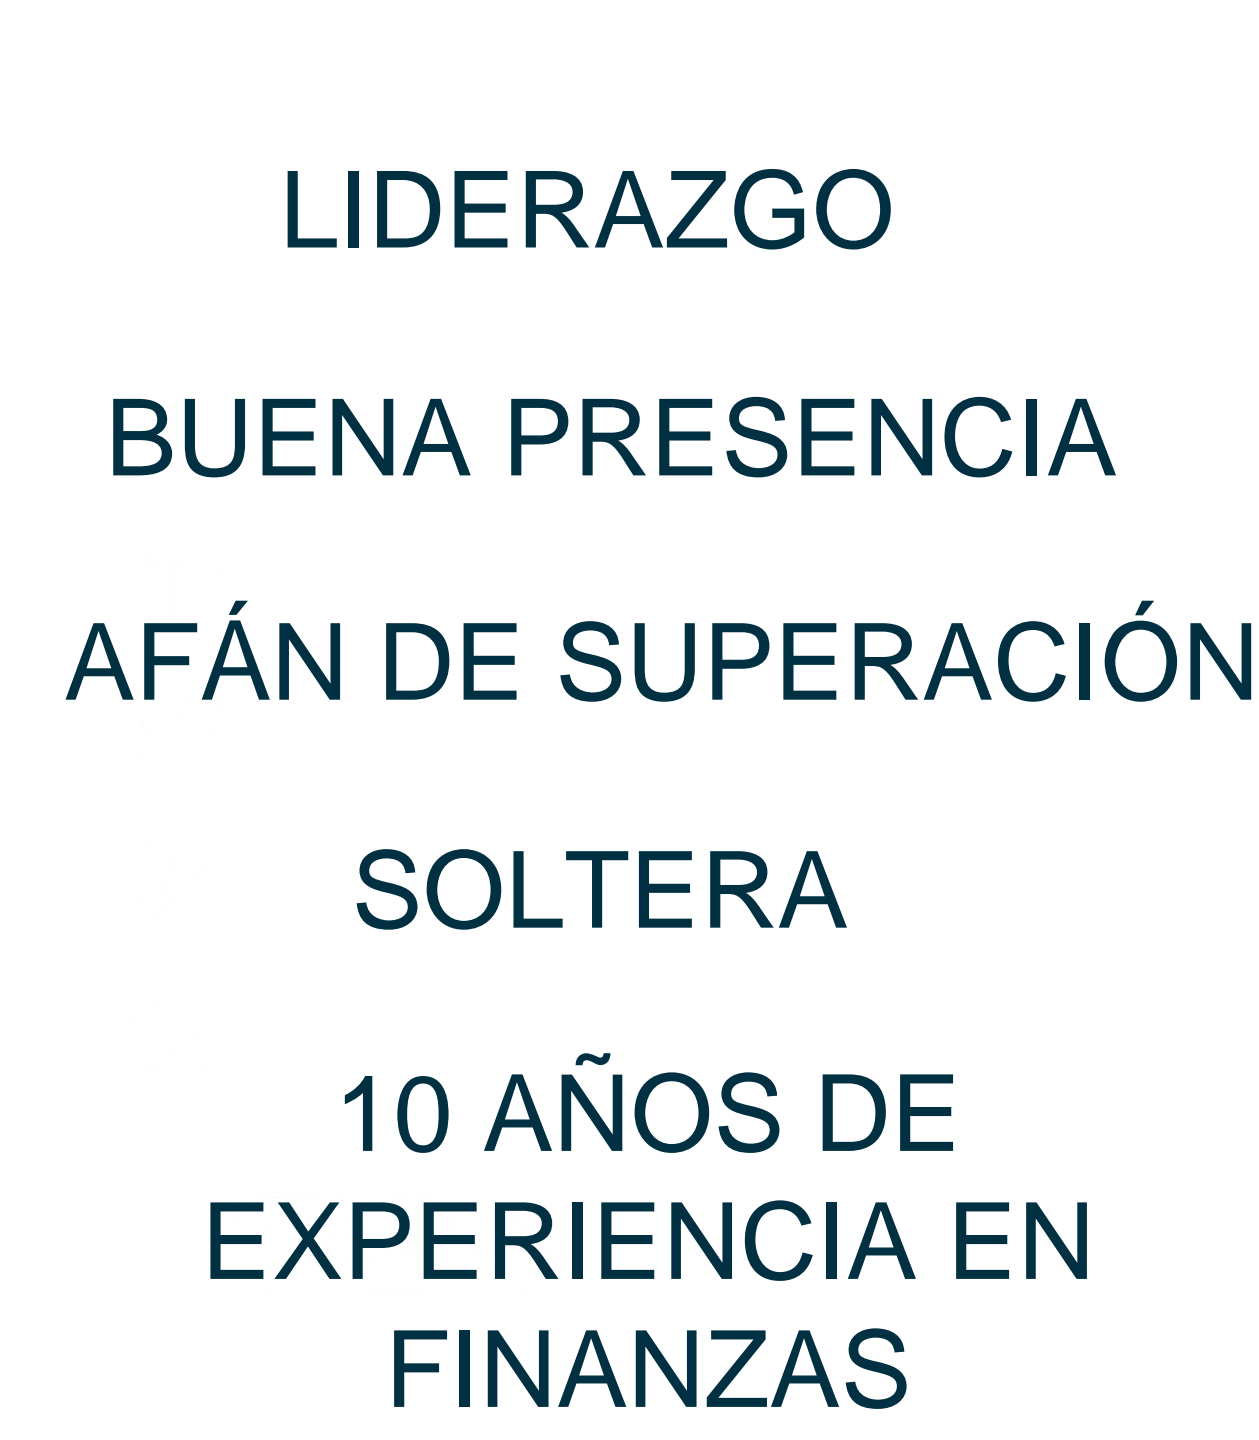 LIDERAZGO
BUENA PRESENCIA
AFÁN DE SUPERACIÓN
SOLTERA
10 AÑOS DE
EXPERIENCIA EN
FINANZAS